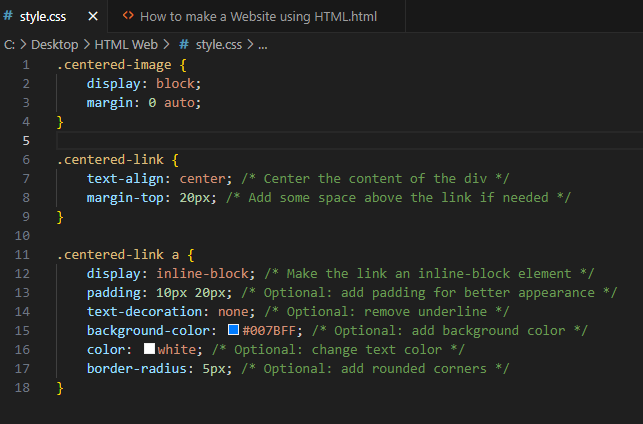 # style.css × <> How to make a Website using HTML.html
C: > Desktop > HTML Web > # style.css > ...
1 .centered-image {
2     display: block;
3     margin: 0 auto;
4 }
5
6 .centered-link {
7     text-align: center; /* Center the content of the div */
8     margin-top: 20px; /* Add some space above the link if needed */
9 }
10
11 .centered-link a {
12     display: inline-block; /* Make the link an inline-block element */
13     padding: 10px 20px; /* Optional: add padding for better appearance */
14     text-decoration: none; /* Optional: remove underline */
15     background-color: #007BFF; /* Optional: add background color */
16     color: white; /* Optional: change text color */
17     border-radius: 5px; /* Optional: add rounded corners */
18 }